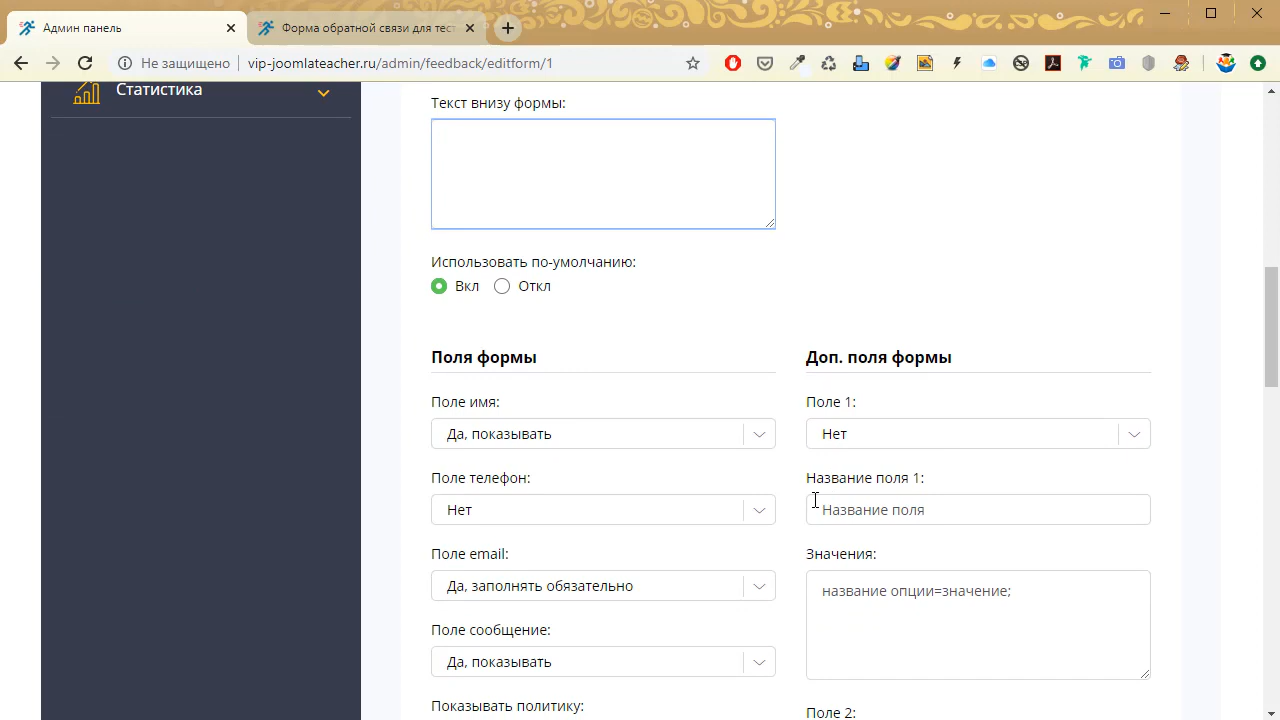 Админ панель
Форма обратной связи для тест
Не защищено
vip-joomlateacher.ru/admin/feedback/editform/1
Статистика
Текст внизу формы:
Использовать по-умолчанию:
Вкл
Откл
Поля формы
Доп. поля формы
Поле имя:
Поле 1:
Да, показывать
Нет
Поле телефон:
Название поля 1:
Нет
Название поля
Поле email:
Значения:
Да, заполнять обязательно
название опции=значение;
Поле сообщение:
Да, показывать
Показывать политику:
Поле 2: